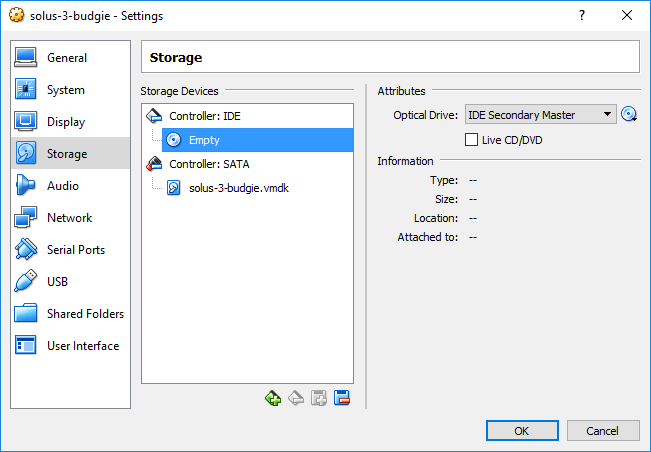 solus-3-budgie - Settings
?
General
System
Display
Storage
Audio
Network
Serial Ports
USB
Shared Folders
User Interface
Storage
Storage Devices
Controller: IDE
Empty
Controller: SATA
solus-3-budgie.vmdk
Attributes
Optical Drive: IDE Secondary Master
Live CD/DVD
Information
Type: --
Size: --
Location: --
Attached to: --
OK Cancel